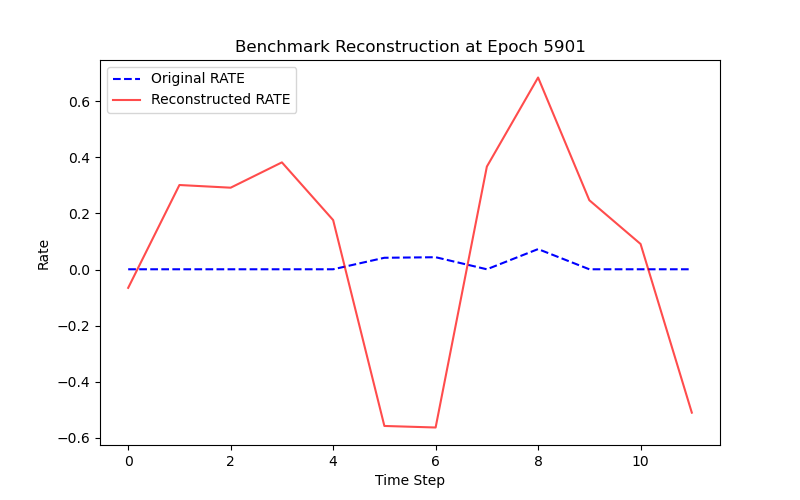 Benchmark Reconstruction at Epoch 5901
Original RATE
Reconstructed RATE
0.6
0.4
0.2
0.0
−0.2
−0.4
−0.6
Rate
0 2 4 6 8 10
Time Step